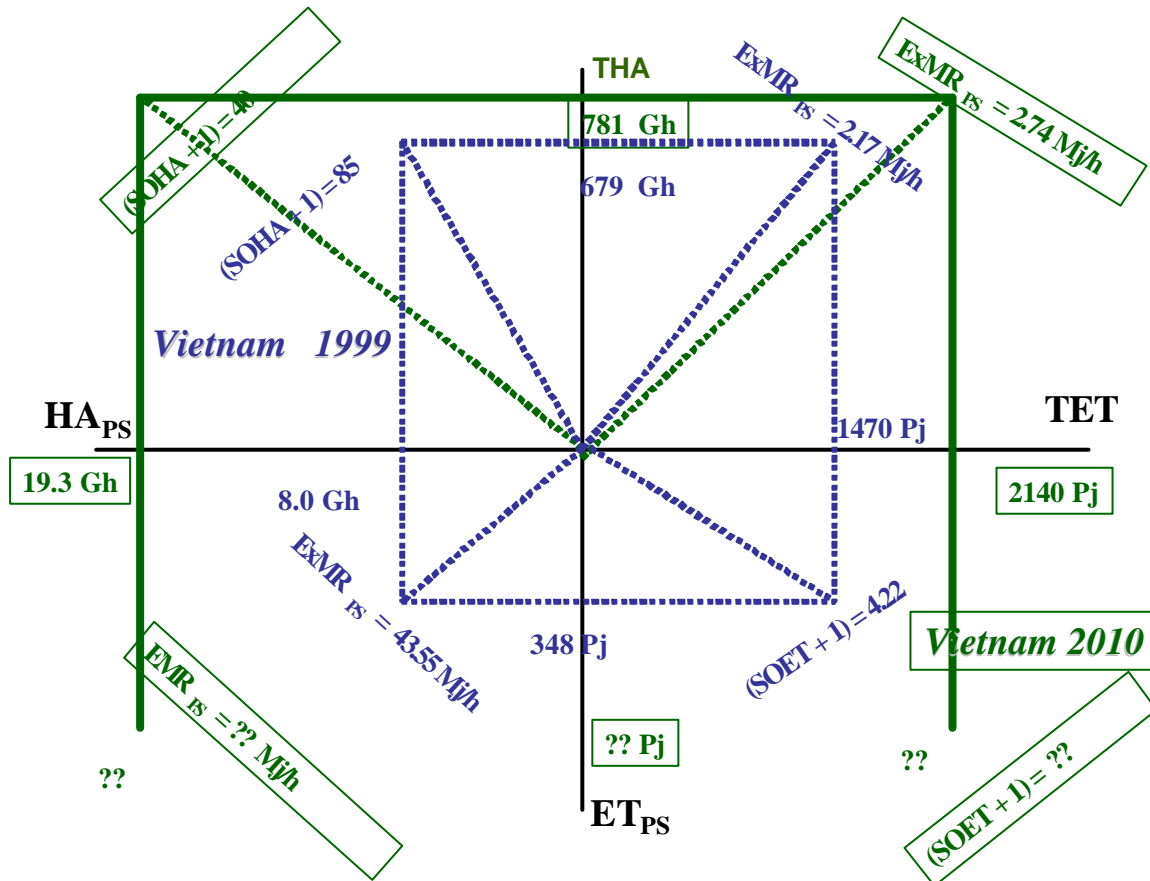 THA
(SOHA + 1) = 40
ExMR PS = 2.17 Mj/h
ExMR PS = 2.74 Mj/h
781 Gh
679 Gh
(SOHA + 1) = 85
Vietnam 1999
HAPS
TET
1470 Pj
19.3 Gh
8.0 Gh
2140 Pj
ExMR PS = 43.55 Mj/h
348 Pj
(SOET + 1) = 4.22
Vietnam 2010
EMR PS = ?? Mj/h
?? Pj
??
??
(SOET + 1) = ??
ETPS